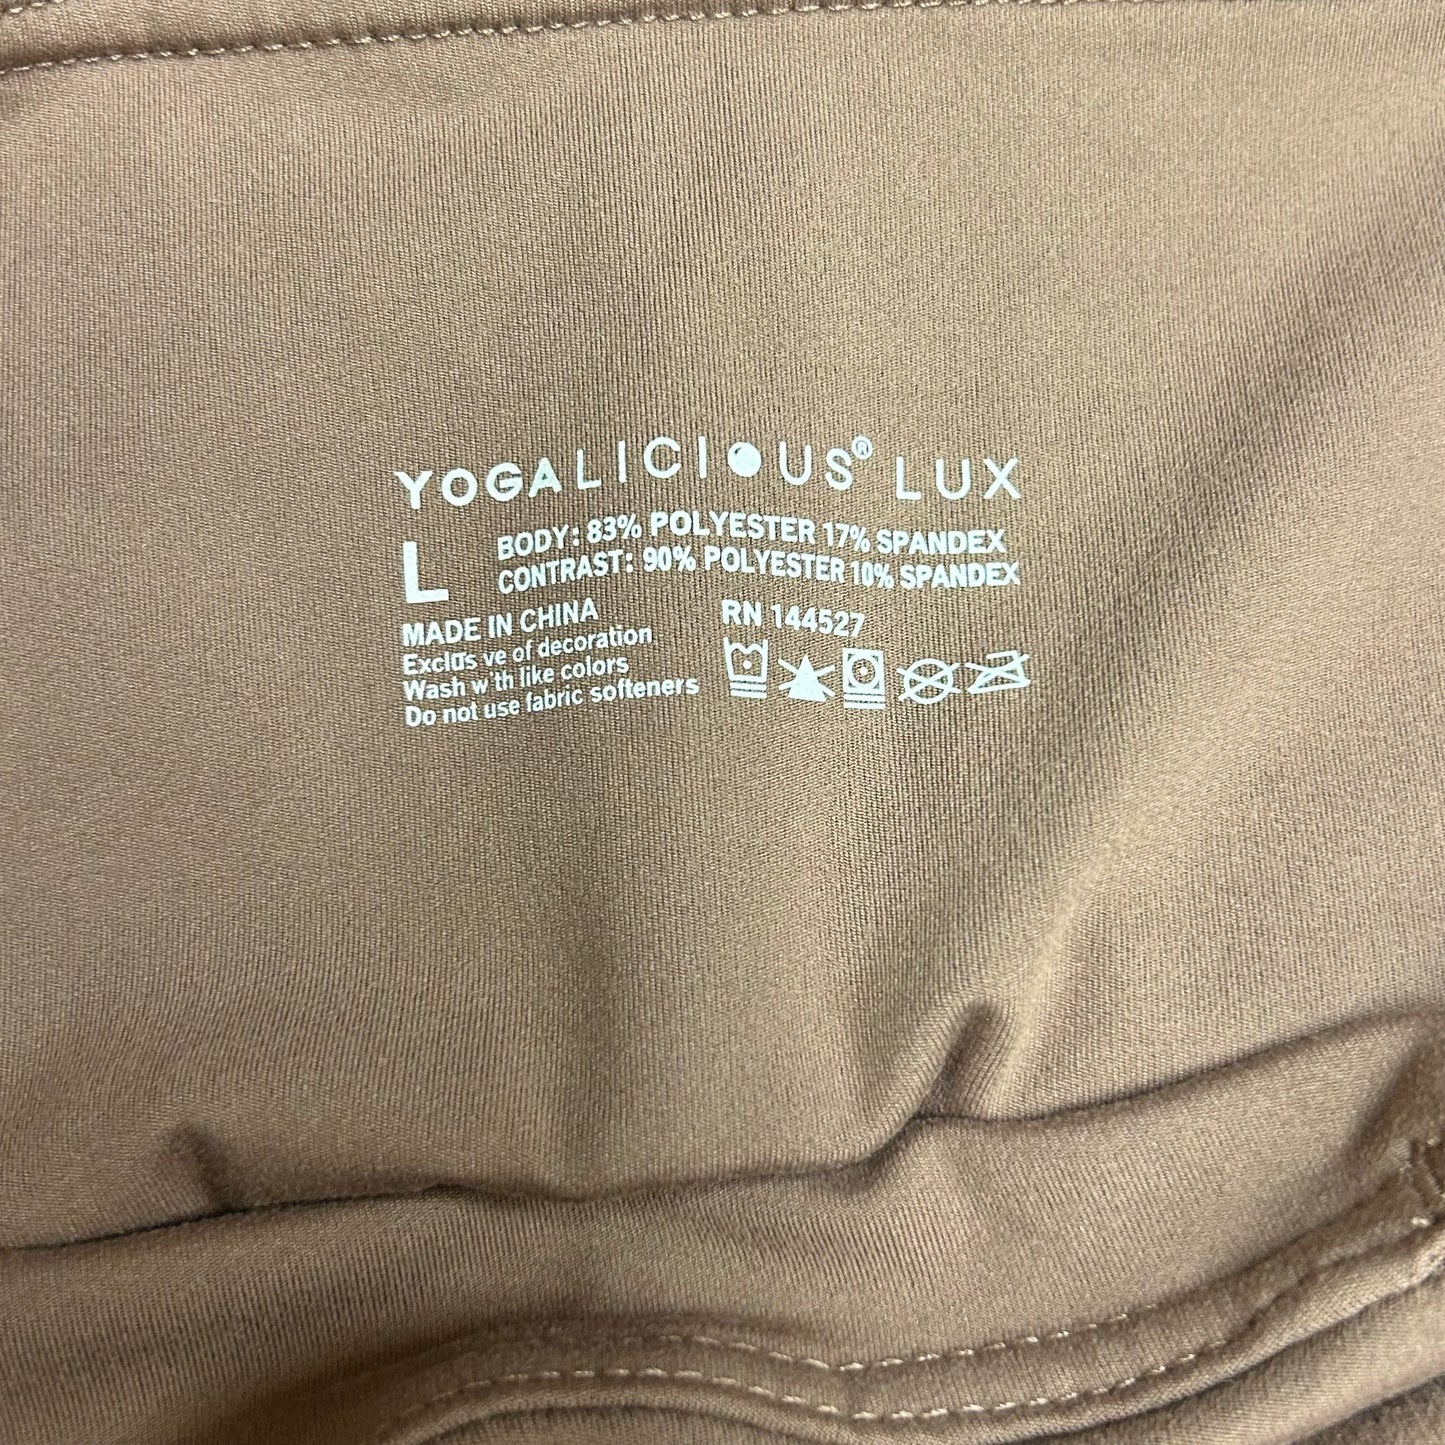 YOGALICIOUS® LUX
L
BODY: 83% POLYESTER 17% SPANDEX
CONTRAST: 90% POLYESTER 10% SPANDEX
MADE IN CHINA
Exclus ve of decoration
Wash w th like colors
Do not use fabric softeners
RN 144527